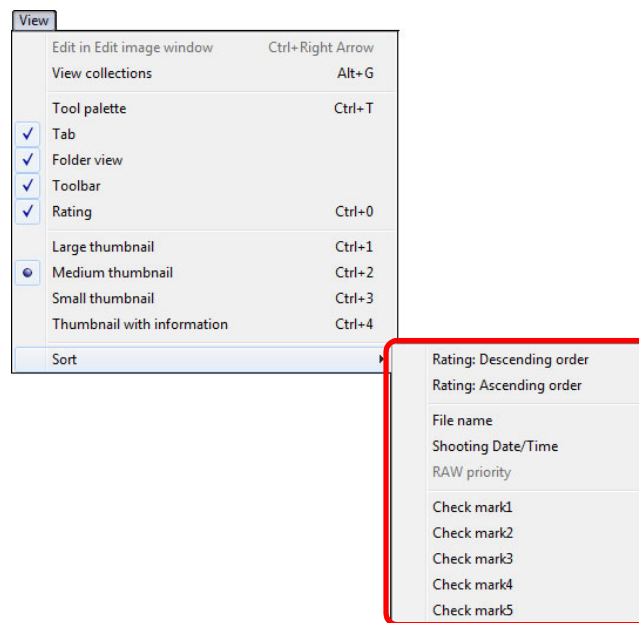 View
Edit in Edit image window Ctrl+Right Arrow
View collections Alt+G
Tool palette Ctrl+T
Tab
Folder view
Toolbar
Rating Ctrl+0
Large thumbnail Ctrl+1
Medium thumbnail Ctrl+2
Small thumbnail Ctrl+3
Thumbnail with information Ctrl+4
Sort
Rating: Descending order
Rating: Ascending order
File name
Shooting Date/Time
RAW priority
Check mark1
Check mark2
Check mark3
Check mark4
Check mark5